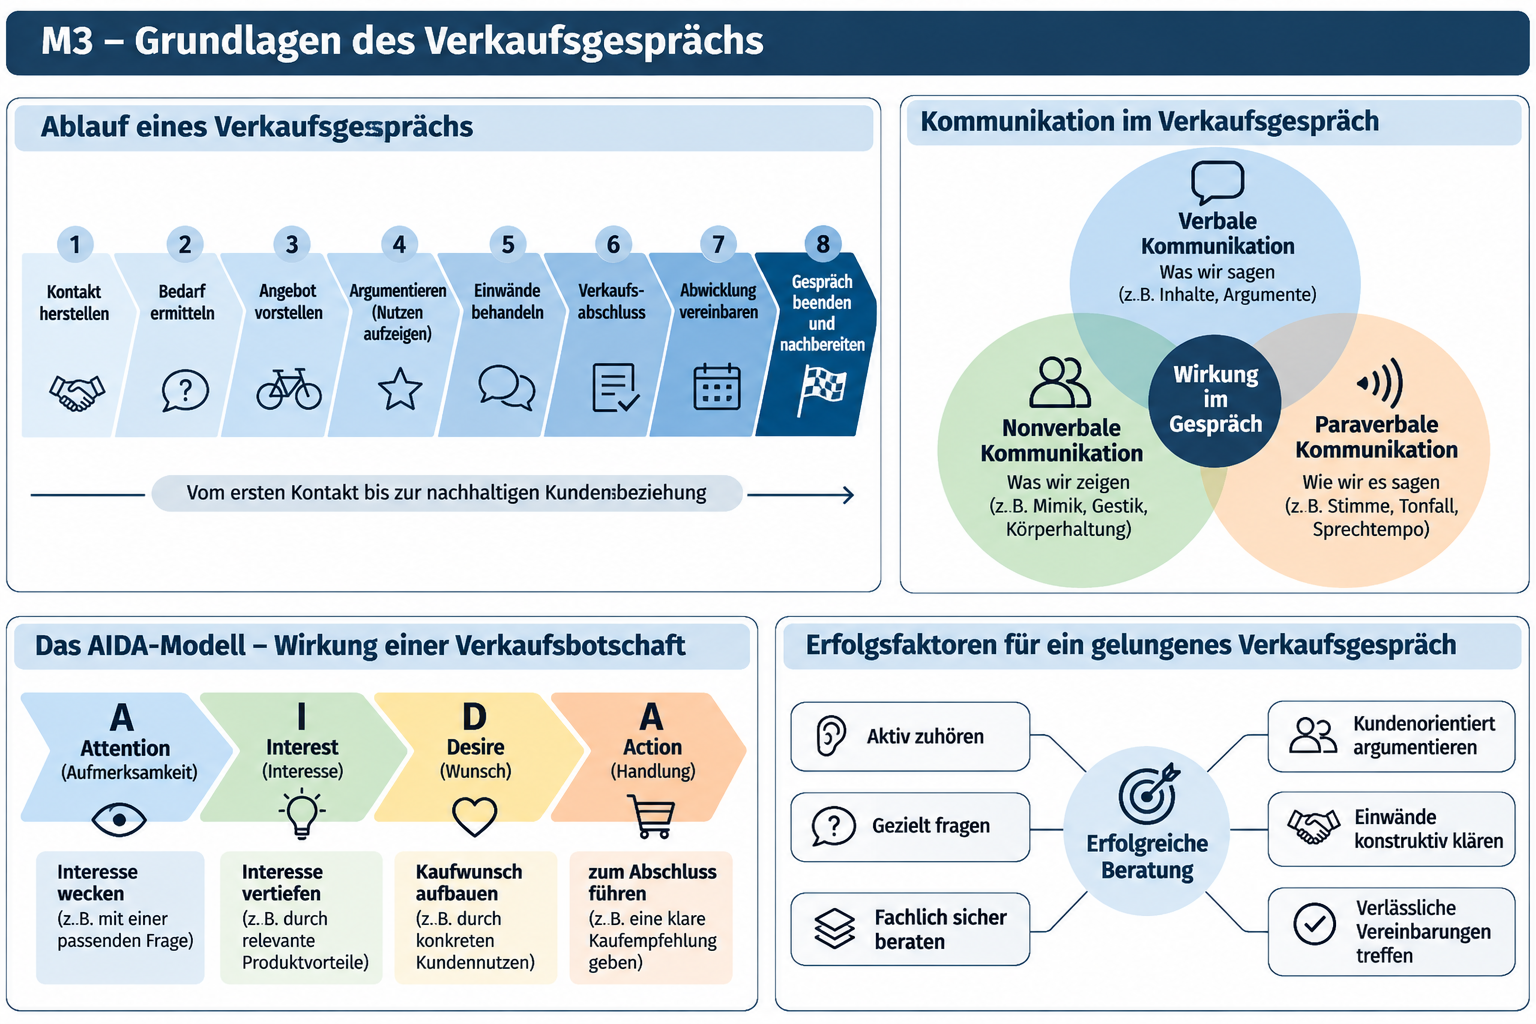 M3 – Grundlagen des Verkaufsgesprächs
Ablauf eines Verkaufsgesprächs
1
Kontakt
herstellen
2
Bedarf
ermitteln
3
Angebot
vorstellen
4
Argumentieren
(Nutzen
aufzeigen)
5
Einwände
behandeln
6
Verkaufs-
abschluss
7
Abwicklung
vereinbaren
8
Gespräch
beenden
und
nachbereiten
?
Vom ersten Kontakt bis zur nachhaltigen Kundenbeziehung
Kommunikation im Verkaufsgespräch
Verbale
Kommunikation
Was wir sagen
(z..B. Inhalte, Argumente)
Wirkung
im
Gespräch
Nonverbale
Kommunikation
Was wir zeigen
(z..B. Mimik, Gestik,
Körperhaltung)
Paraverbale
Kommunikation
Wie wir es sagen
(z..B. Stimme, Tonfall,
Sprechtempo)
Das AIDA-Modell – Wirkung einer Verkaufsbotschaft
A
Attention
(Aufmerksamkeit)
I
Interest
(Interesse)
D
Desire
(Wunsch)
A
Action
(Handlung)
Interesse
wecken
(z..B. mit einer
passenden Frage)
Interesse
vertiefen
(z..B. durch
relevante
Produktvorteile)
Kaufwunsch
aufbauen
(z..B. durch
konkreten
Kundennutzen)
zum Abschluss
führen
(z..B. eine klare
Kaufempfehlung
geben)
Erfolgsfaktoren für ein gelungenes Verkaufsgespräch
Aktiv zuhören
?
Gezielt fragen
Fachlich sicher
beraten
Erfolgreiche
Beratung
Kundenorientiert
argumentieren
Einwände
konstruktiv klären
Verlässliche
Vereinbarungen
treffen